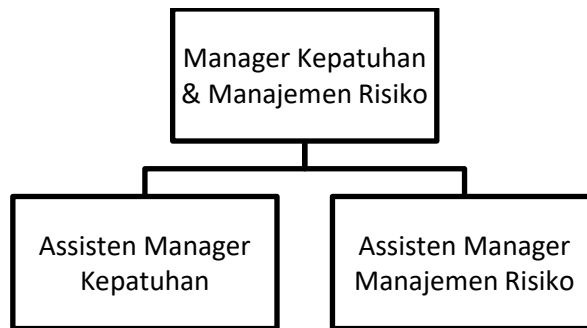 Manager Kepatuhan
& Manajemen Risiko
Assisten Manager
Kepatuhan
Assisten Manager
Manajemen Risiko